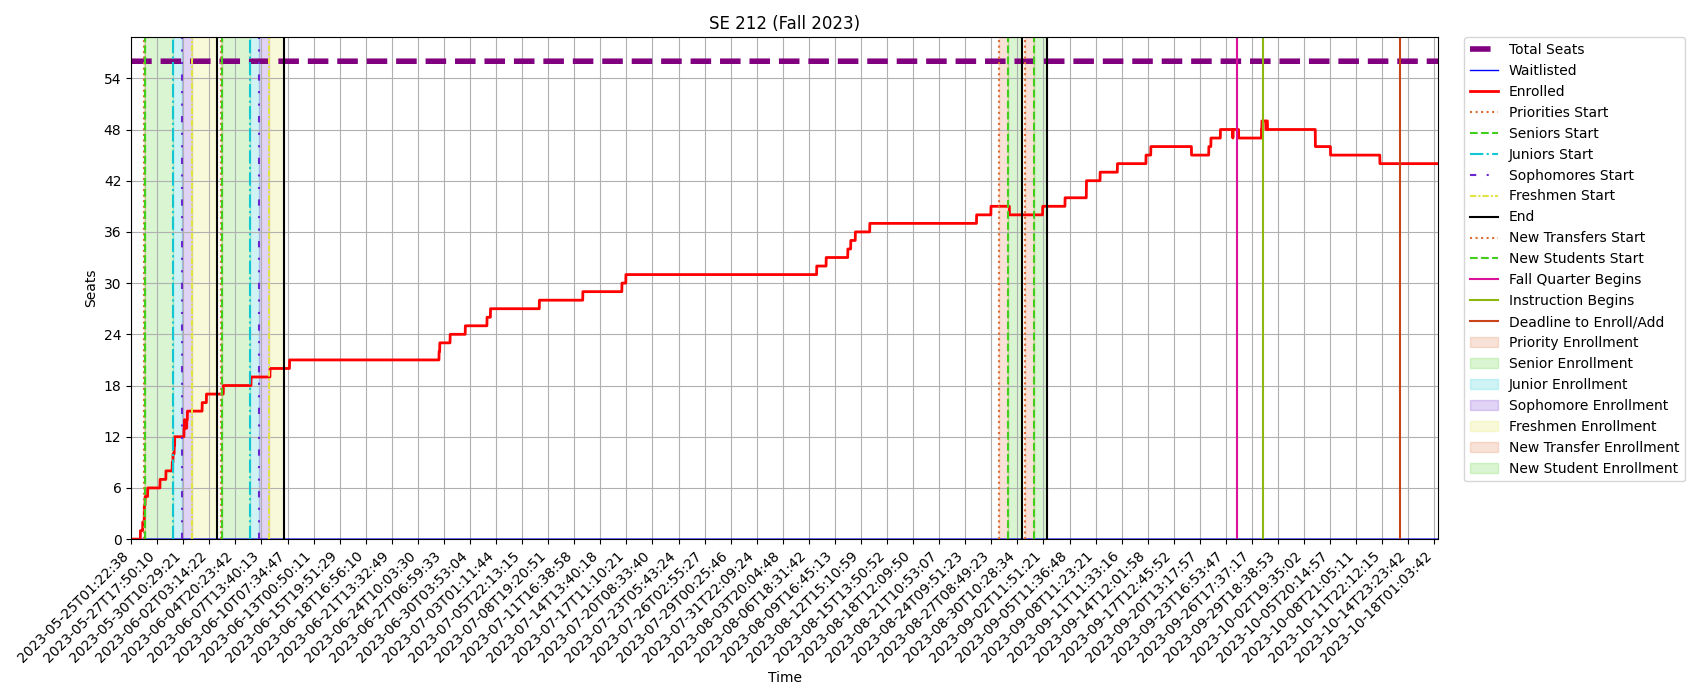 SE 212 (Fall 2023)
54
48
42
36
30
24
18
12
6
0
Seats
2023-05-25T01:22:38
2023-05-27T17:50:10
2023-05-30T10:29:21
2023-06-02T03:14:22
2023-06-04T20:23:42
2023-06-07T13:40:13
2023-06-10T07:34:47
2023-06-13T00:50:11
2023-06-15T19:51:29
2023-06-18T16:56:10
2023-06-21T13:32:49
2023-06-24T10:03:30
2023-06-27T06:59:33
2023-06-30T03:53:04
2023-07-03T01:11:44
2023-07-05T22:13:15
2023-07-08T19:20:51
2023-07-11T16:38:58
2023-07-14T13:40:18
2023-07-17T11:10:21
2023-07-20T08:33:40
2023-07-23T05:43:24
2023-07-26T02:55:27
2023-07-29T00:25:46
2023-07-31T22:09:24
2023-08-03T20:04:48
2023-08-06T18:31:42
2023-08-09T16:45:13
2023-08-12T15:10:59
2023-08-15T13:50:52
2023-08-18T12:09:50
2023-08-21T10:53:07
2023-08-24T09:51:23
2023-08-27T08:49:23
2023-08-30T10:28:34
2023-09-02T11:51:21
2023-09-05T11:36:48
2023-09-08T11:23:21
2023-09-11T11:33:16
2023-09-14T12:01:58
2023-09-17T12:45:52
2023-09-20T13:17:57
2023-09-23T16:53:47
2023-09-26T17:37:17
2023-09-29T18:38:53
2023-10-02T19:35:02
2023-10-05T20:14:57
2023-10-08T21:05:11
2023-10-11T22:12:15
2023-10-14T23:23:42
2023-10-18T01:03:42
Time
Total Seats
Waitlisted
Enrolled
Priorities Start
Seniors Start
Juniors Start
Sophomores Start
Freshmen Start
End
New Transfers Start
New Students Start
Fall Quarter Begins
Instruction Begins
Deadline to Enroll/Add
Priority Enrollment
Senior Enrollment
Junior Enrollment
Sophomore Enrollment
Freshmen Enrollment
New Transfer Enrollment
New Student Enrollment